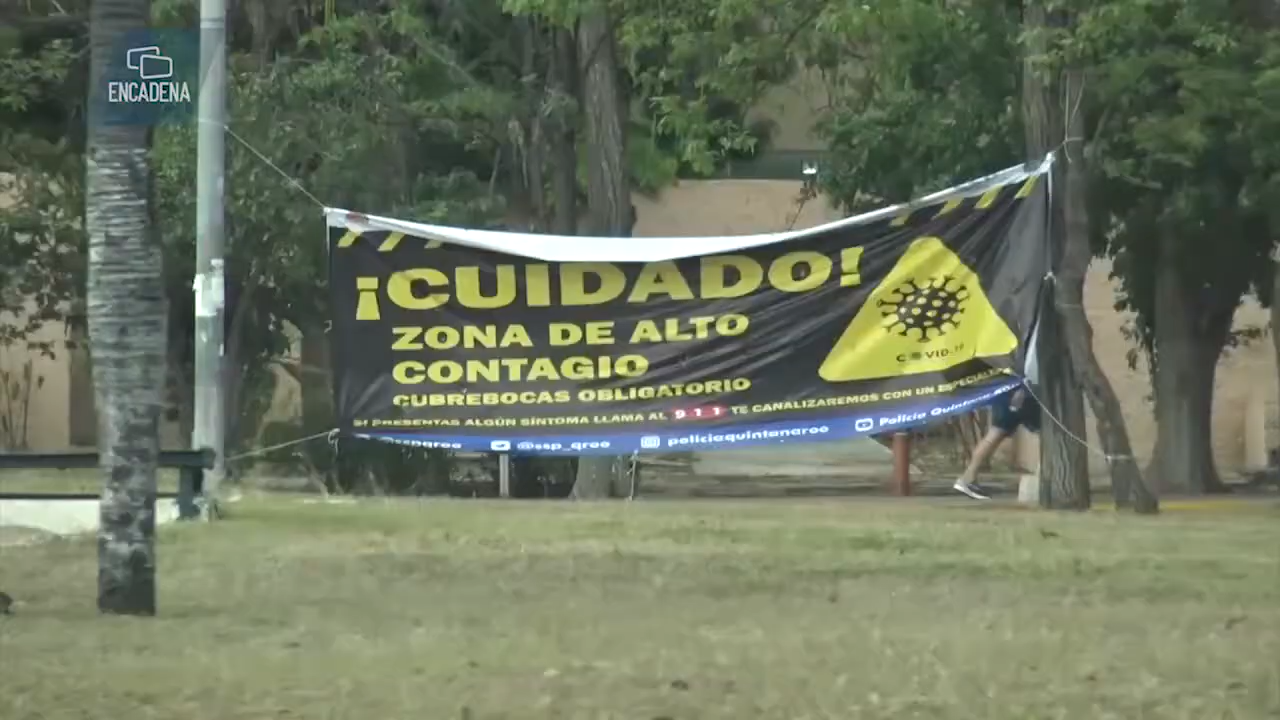 ENCADENA
¡CUIDADO!
ZONA DE ALTO
CONTAGIO
CUBREBOCAS OBLIGATORIO
SI PRESENTAS ALGÚN SÍNTOMA LLAMA AL 911 TE CANALIZAREMOS CON UN ESPECIALISTA
COVID-19
@ssp_qroo policiaquintanaroo Policía Quintana